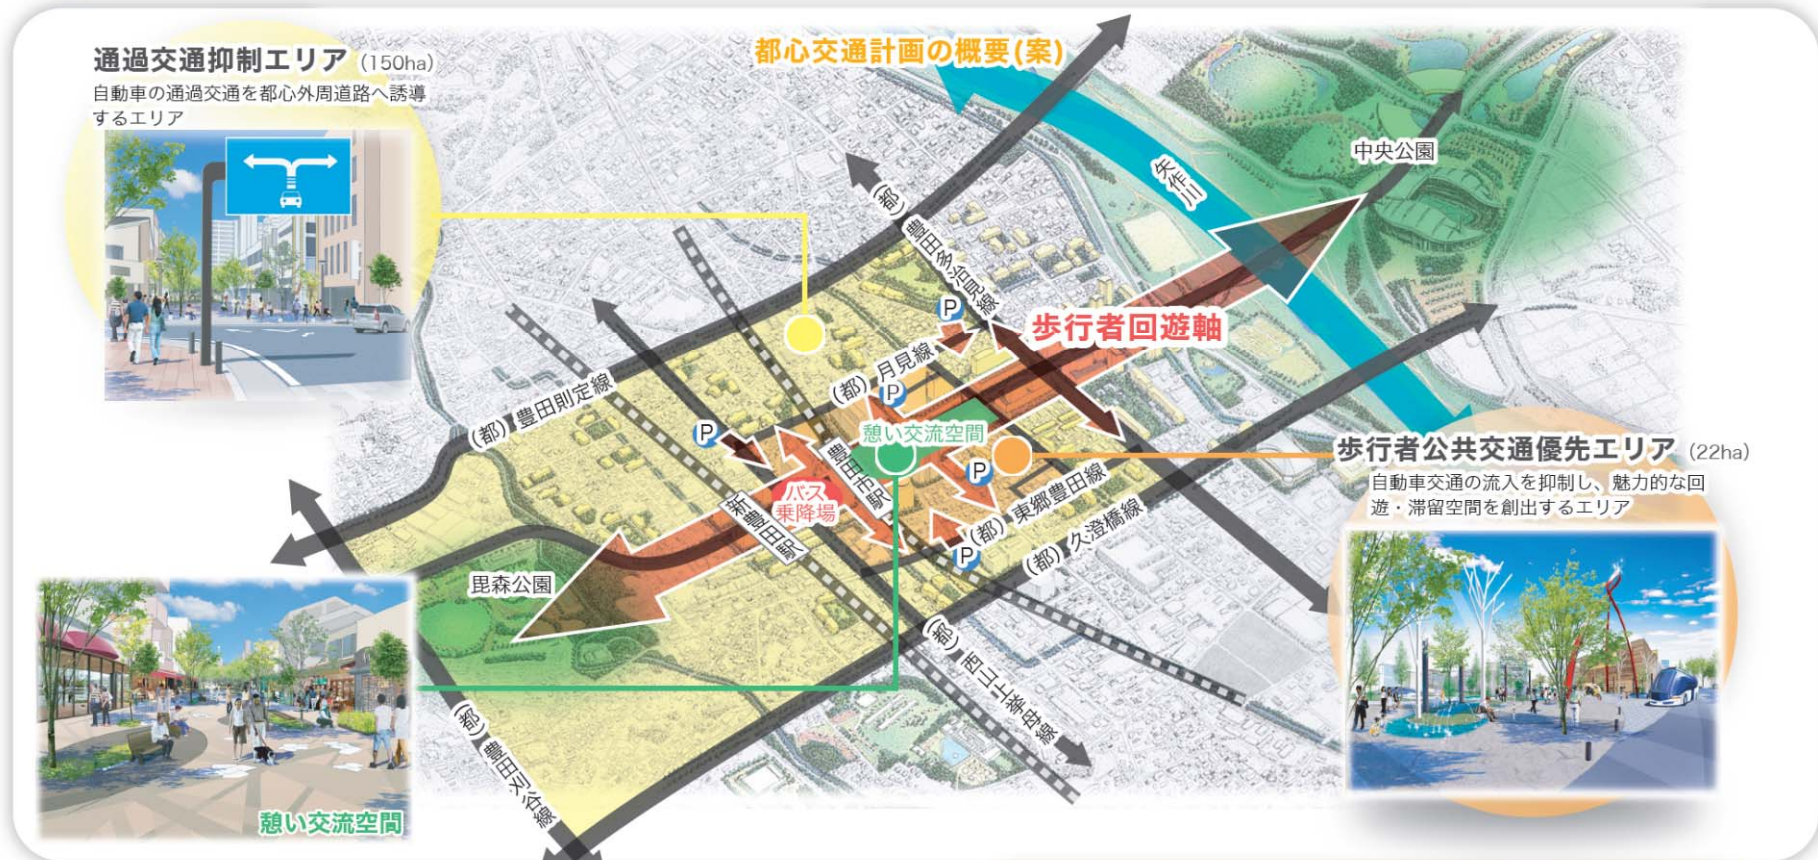 都心交通計画の概要(案)
通過交通抑制エリア (150ha)
自動車の通過交通を都心外周道路へ誘導
するエリア
中央公園
矢作川
(都) 豊田多治見線
P
歩行者回遊軸
(都) 月見線
P
(都) 豊田則定線
P
憩い交流空間
豊田市駅
P
バス
乗降場
新豊田駅
(都) 東郷豊田線
P
(都) 久澄橋線
歩行者公共交通優先エリア (22ha)
自動車交通の流入を抑制し、魅力的な回
遊・滞留空間を創出するエリア
毘森公園
(都) 西山上挙母線
(都) 豊田刈谷線
憩い交流空間